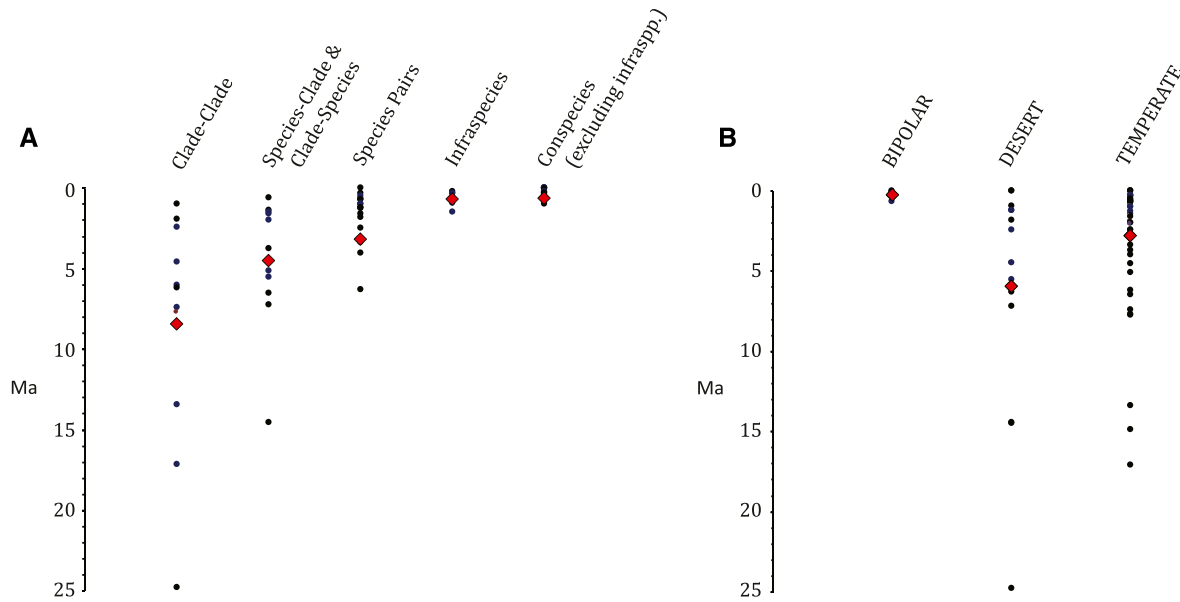 A
Clade-Clade
Species-Clade &
Clade-Species
Species Pairs
Infraspecies
Conspecies
(excluding infraspp.)
0
5
10
Ma
15
20
25
B
BIPOLAR
DESERT
TEMPERATE
0
5
10
Ma
15
20
25